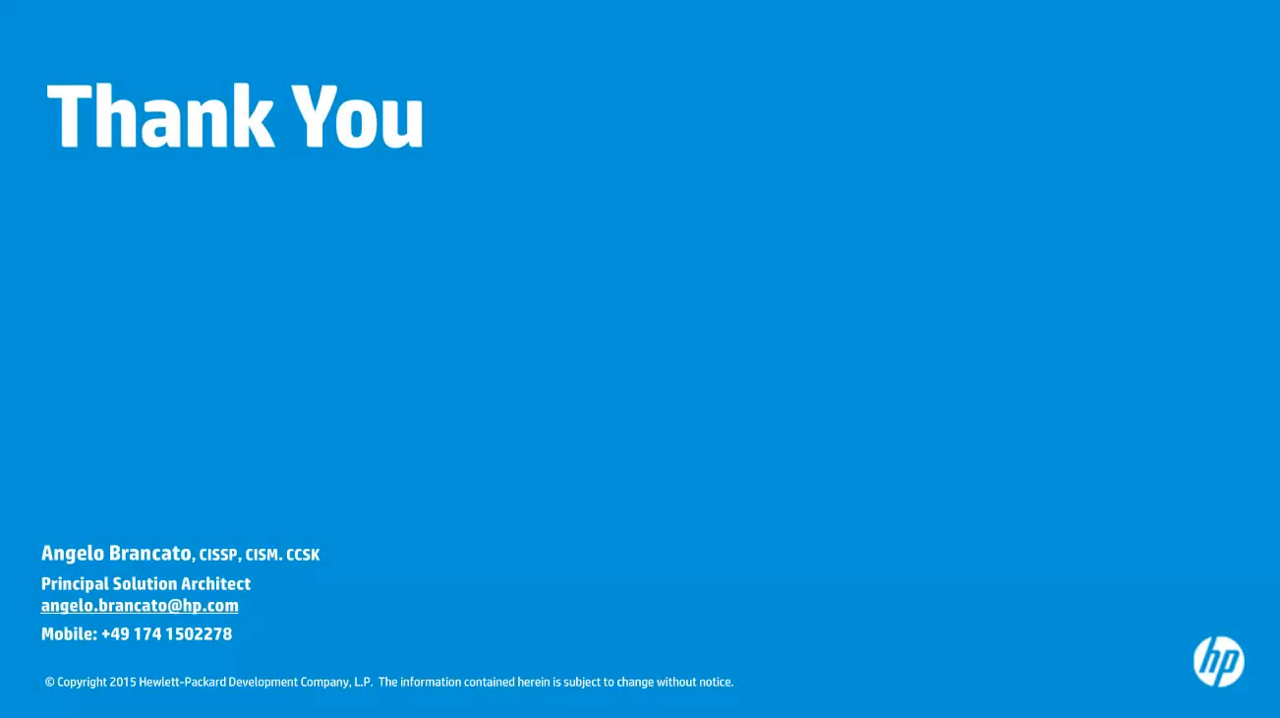 Thank You
Angelo Brancato, CISSP, CISM. CCSK
Principal Solution Architect
angelo.brancato@hp.com
Mobile: +49 174 1502278
© Copyright 2015 Hewlett-Packard Development Company, L.P. The information contained herein is subject to change without notice.
hp